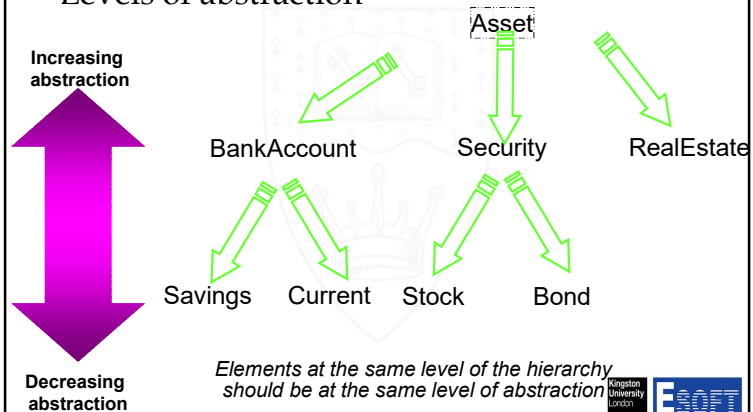 Levels of abstraction
Asset
Increasing
abstraction
BankAccount Security RealEstate
Savings Current Stock Bond
Elements at the same level of the hierarchy
should be at the same level of abstraction
Decreasing
abstraction
Kingston
University
London
ESOFT